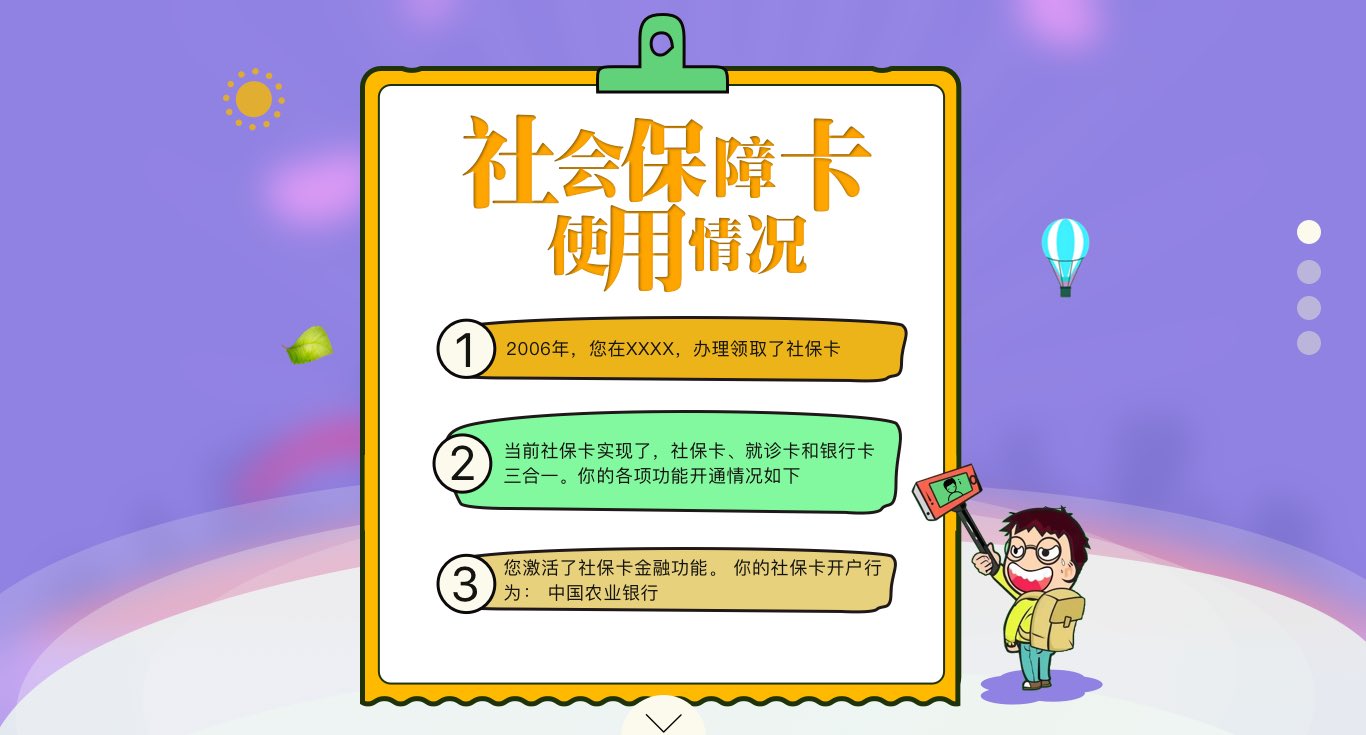 社会保障卡
使用情况
1
2006年，您在XXXX，办理领取了社保卡
2
当前社保卡实现了，社保卡、就诊卡和银行卡
三合一。你的各项功能开通情况如下
3
您激活了社保卡金融功能。 你的社保卡开户行
为： 中国农业银行